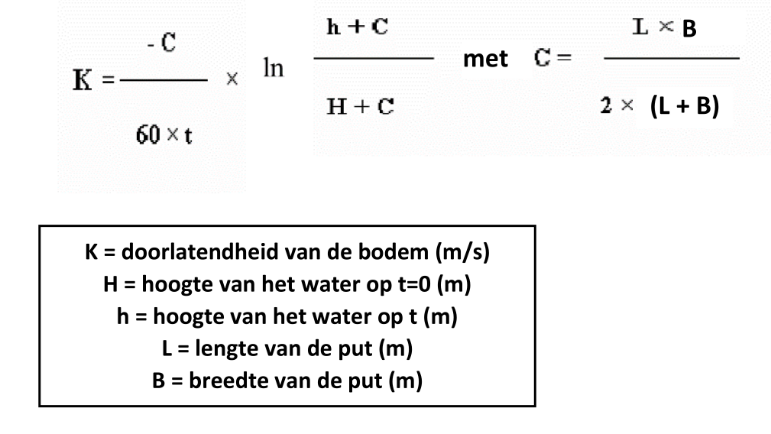 K = - C / 60 × t × ln h + C / H + C met C = L × B / 2 × (L + B)
K = doorlatendheid van de bodem (m/s)
H = hoogte van het water op t=0 (m)
h = hoogte van het water op t (m)
L = lengte van de put (m)
B = breedte van de put (m)